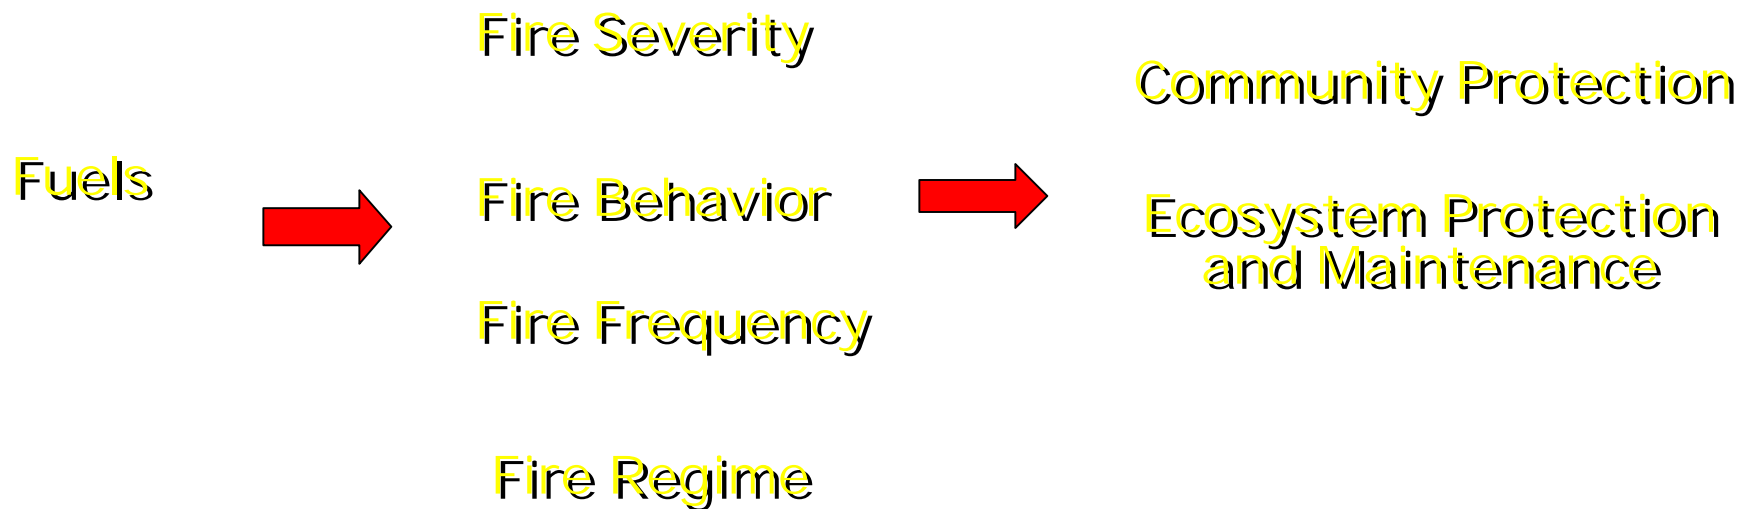 Fuels
Fire Severity
Fire Behavior
Fire Frequency
Fire Regime
Community Protection
Ecosystem Protection
and Maintenance